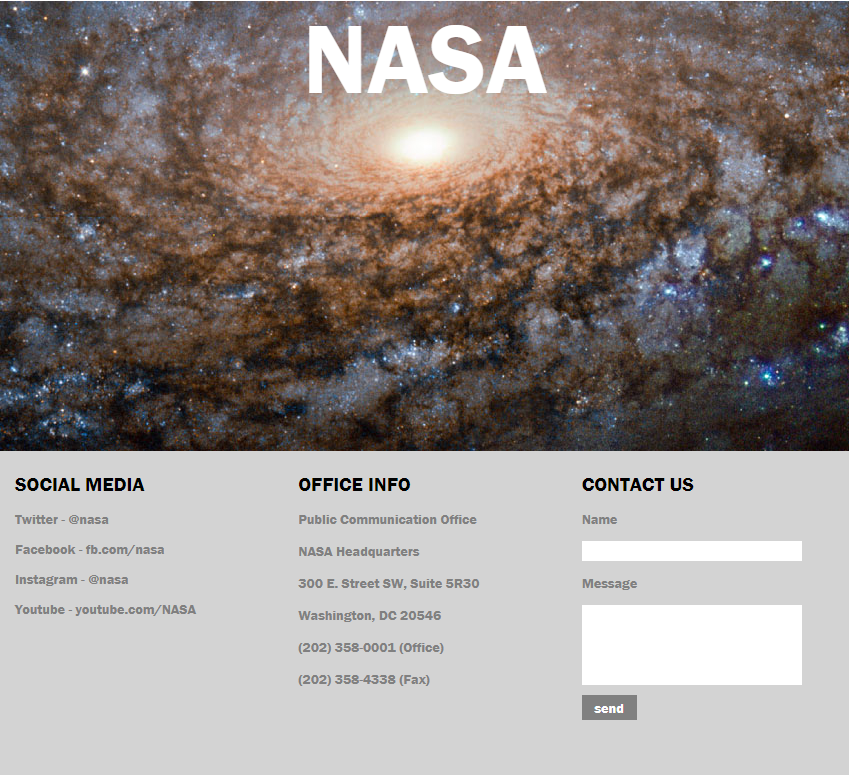 NASA
SOCIAL MEDIA
Twitter - @nasa
Facebook - fb.com/nasa
Instagram - @nasa
Youtube - youtube.com/NASA
OFFICE INFO
Public Communication Office
NASA Headquarters
300 E. Street SW, Suite 5R30
Washington, DC 20546
(202) 358-0001 (Office)
(202) 358-4338 (Fax)
CONTACT US
Name
Message
send